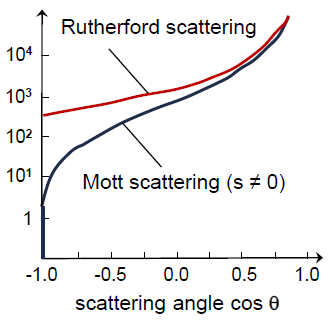 Rutherford scattering
10⁴
10³
10²
10¹
1
Mott scattering (s ≠ 0)
-1.0 -0.5 0.0 0.5 1.0
scattering angle cos θ